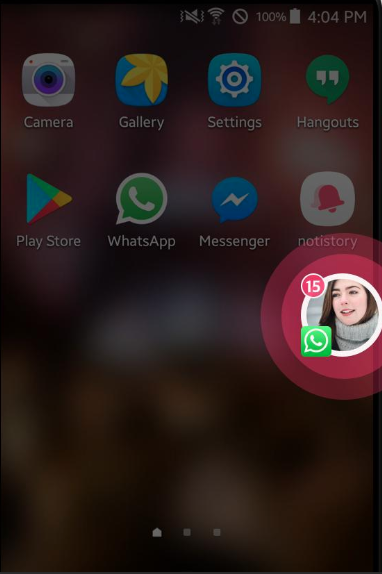 100% 4:04 PM
Camera Gallery Settings Hangouts
Play Store WhatsApp Messenger notistory
15